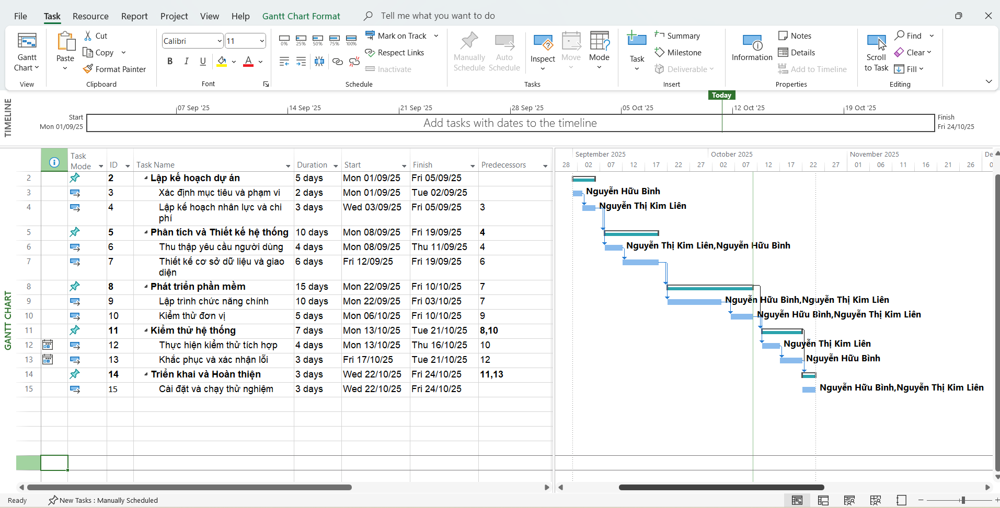 File Task Resource Report Project View Help Gantt Chart Format Tell me what you want to do
Gantt Chart
View
Paste
Cut
Copy
Format Painter
Clipboard
Calibri 11
B I U A
Font
0% 25% 50% 75% 100%
Mark on Track
Respect Links
Inactivate
Schedule
Manually Schedule
Auto Schedule
Inspect
Move
Mode
Tasks
Task
Summary
Milestone
Deliverable
Insert
Information
Notes
Details
Add to Timeline
Properties
Scroll to Task
Find
Clear
Fill
Editing
TIMELINE
Today
07 Sep '25 14 Sep '25 21 Sep '25 28 Sep '25 05 Oct '25 12 Oct '25 19 Oct '25
Start
Mon 01/09/25
Add tasks with dates to the timeline
Finish
Fri 24/10/25
GANTT CHART
Task Mode ID Task Name Duration Start Finish Predecessors
September 2025 October 2025 November 2025 De
28 02 07 12 17 22 27 02 07 12 17 22 27 01 06 11 16 21 26 0
2 2 Lập kế hoạch dự án 5 days Mon 01/09/25 Fri 05/09/25
3 3 Xác định mục tiêu và phạm vi 2 days Mon 01/09/25 Tue 02/09/25 Nguyễn Hữu Bình
4 4 Lập kế hoạch nhân lực và chi phí 3 days Wed 03/09/25 Fri 05/09/25 3 Nguyễn Thị Kim Liên
5 5 Phân tích và Thiết kế hệ thống 10 days Mon 08/09/25 Fri 19/09/25 4
6 6 Thu thập yêu cầu người dùng 4 days Mon 08/09/25 Thu 11/09/25 4 Nguyễn Thị Kim Liên,Nguyễn Hữu Bình
7 7 Thiết kế cơ sở dữ liệu và giao diện 6 days Fri 12/09/25 Fri 19/09/25 6
8 8 Phát triển phần mềm 15 days Mon 22/09/25 Fri 10/10/25 7
9 9 Lập trình chức năng chính 10 days Mon 22/09/25 Fri 03/10/25 7 Nguyễn Hữu Bình,Nguyễn Thị Kim Liên
10 10 Kiểm thử đơn vị 5 days Mon 06/10/25 Fri 10/10/25 9 Nguyễn Hữu Bình,Nguyễn Thị Kim Liên
11 11 Kiểm thử hệ thống 7 days Mon 13/10/25 Tue 21/10/25 8,10
12 12 Thực hiện kiểm thử tích hợp 4 days Mon 13/10/25 Thu 16/10/25 10 Nguyễn Thị Kim Liên
13 13 Khắc phục và xác nhận lỗi 3 days Fri 17/10/25 Tue 21/10/25 12 Nguyễn Hữu Bình
14 14 Triển khai và Hoàn thiện 3 days Wed 22/10/25 Fri 24/10/25 11,13
15 15 Cài đặt và chạy thử nghiệm 3 days Wed 22/10/25 Fri 24/10/25 Nguyễn Hữu Bình,Nguyễn Thị Kim Liên
Ready New Tasks : Manually Scheduled